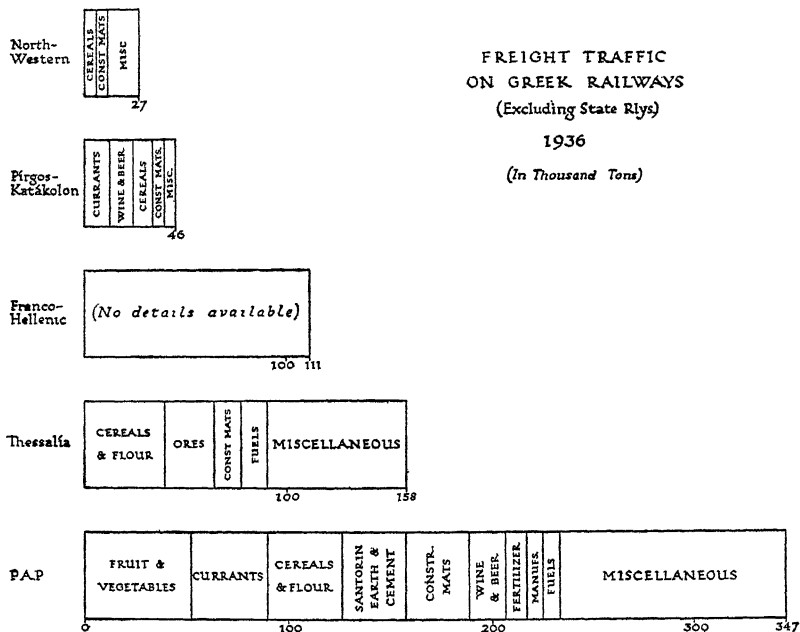 FREIGHT TRAFFIC
ON GREEK RAILWAYS
(Excluding State Rlys)
1936
(In Thousand Tons)
North-
Western
CEREALS
CONST MATS
MISC
27
Pirgos-
Katákolon
CURRANTS
WINE & BEER
CEREALS
CONST MATS.
MISC.
46
Franco-
Hellenic
(No details available)
100 111
Thessalía
CEREALS
& FLOUR
ORES
CONST MATS
FUELS
MISCELLANEOUS
100 158
P.A.P
FRUIT &
VEGETABLES
CURRANTS
CEREALS
& FLOUR
SANTORIN
EARTH &
CEMENT
CONSTR.
MATS
WINE
& BEER
FERTILIZER
MANUFS.
FUELS
MISCELLANEOUS
0 100 200 300 347